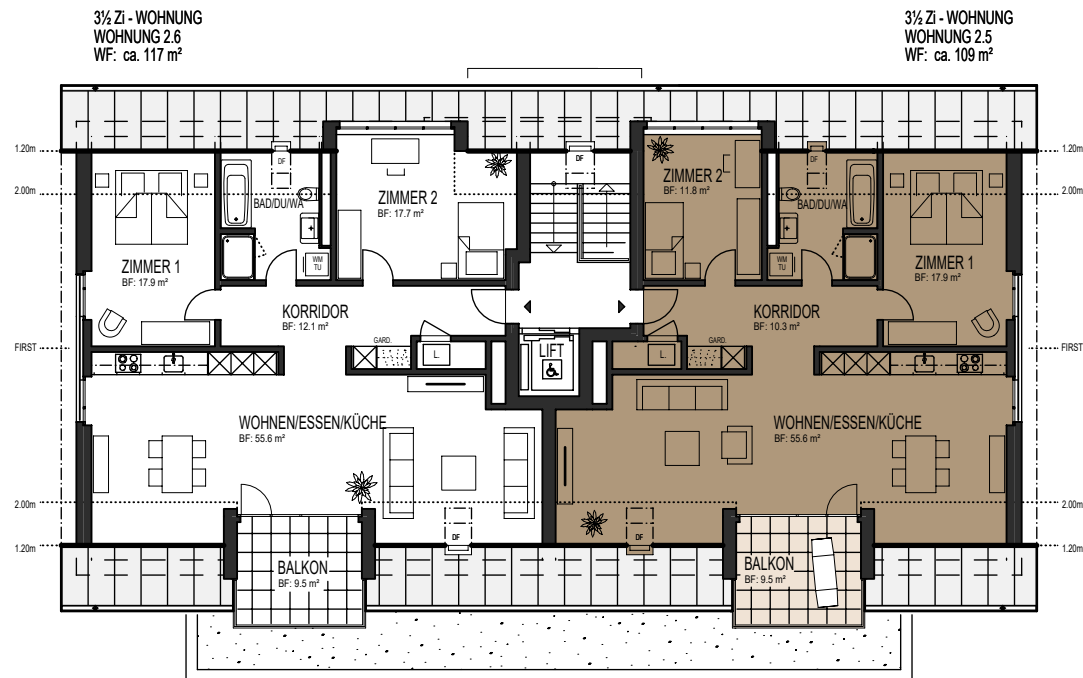 3½ Zi - WOHNUNG
WOHNUNG 2.6
WF: ca. 117 m²
3½ Zi - WOHNUNG
WOHNUNG 2.5
WF: ca. 109 m²
1.20m
1.20m
2.00m
2.00m
DF
DF
DF
BAD/DU/WA
ZIMMER 2
BF: 17.7 m²
ZIMMER 2
BF: 11.8 m²
BAD/DU/WA
ZIMMER 1
BF: 17.9 m²
WM
TU
WM
TU
ZIMMER 1
BF: 17.9 m²
KORRIDOR
BF: 12.1 m²
KORRIDOR
BF: 10.3 m²
FIRST
FIRST
GARD.
L.
LIFT
L.
GARD.
WOHNEN/ESSEN/KÜCHE
BF: 55.6 m²
WOHNEN/ESSEN/KÜCHE
BF: 55.6 m²
2.00m
2.00m
DF
DF
1.20m
1.20m
BALKON
BF: 9.5 m²
BALKON
BF: 9.5 m²